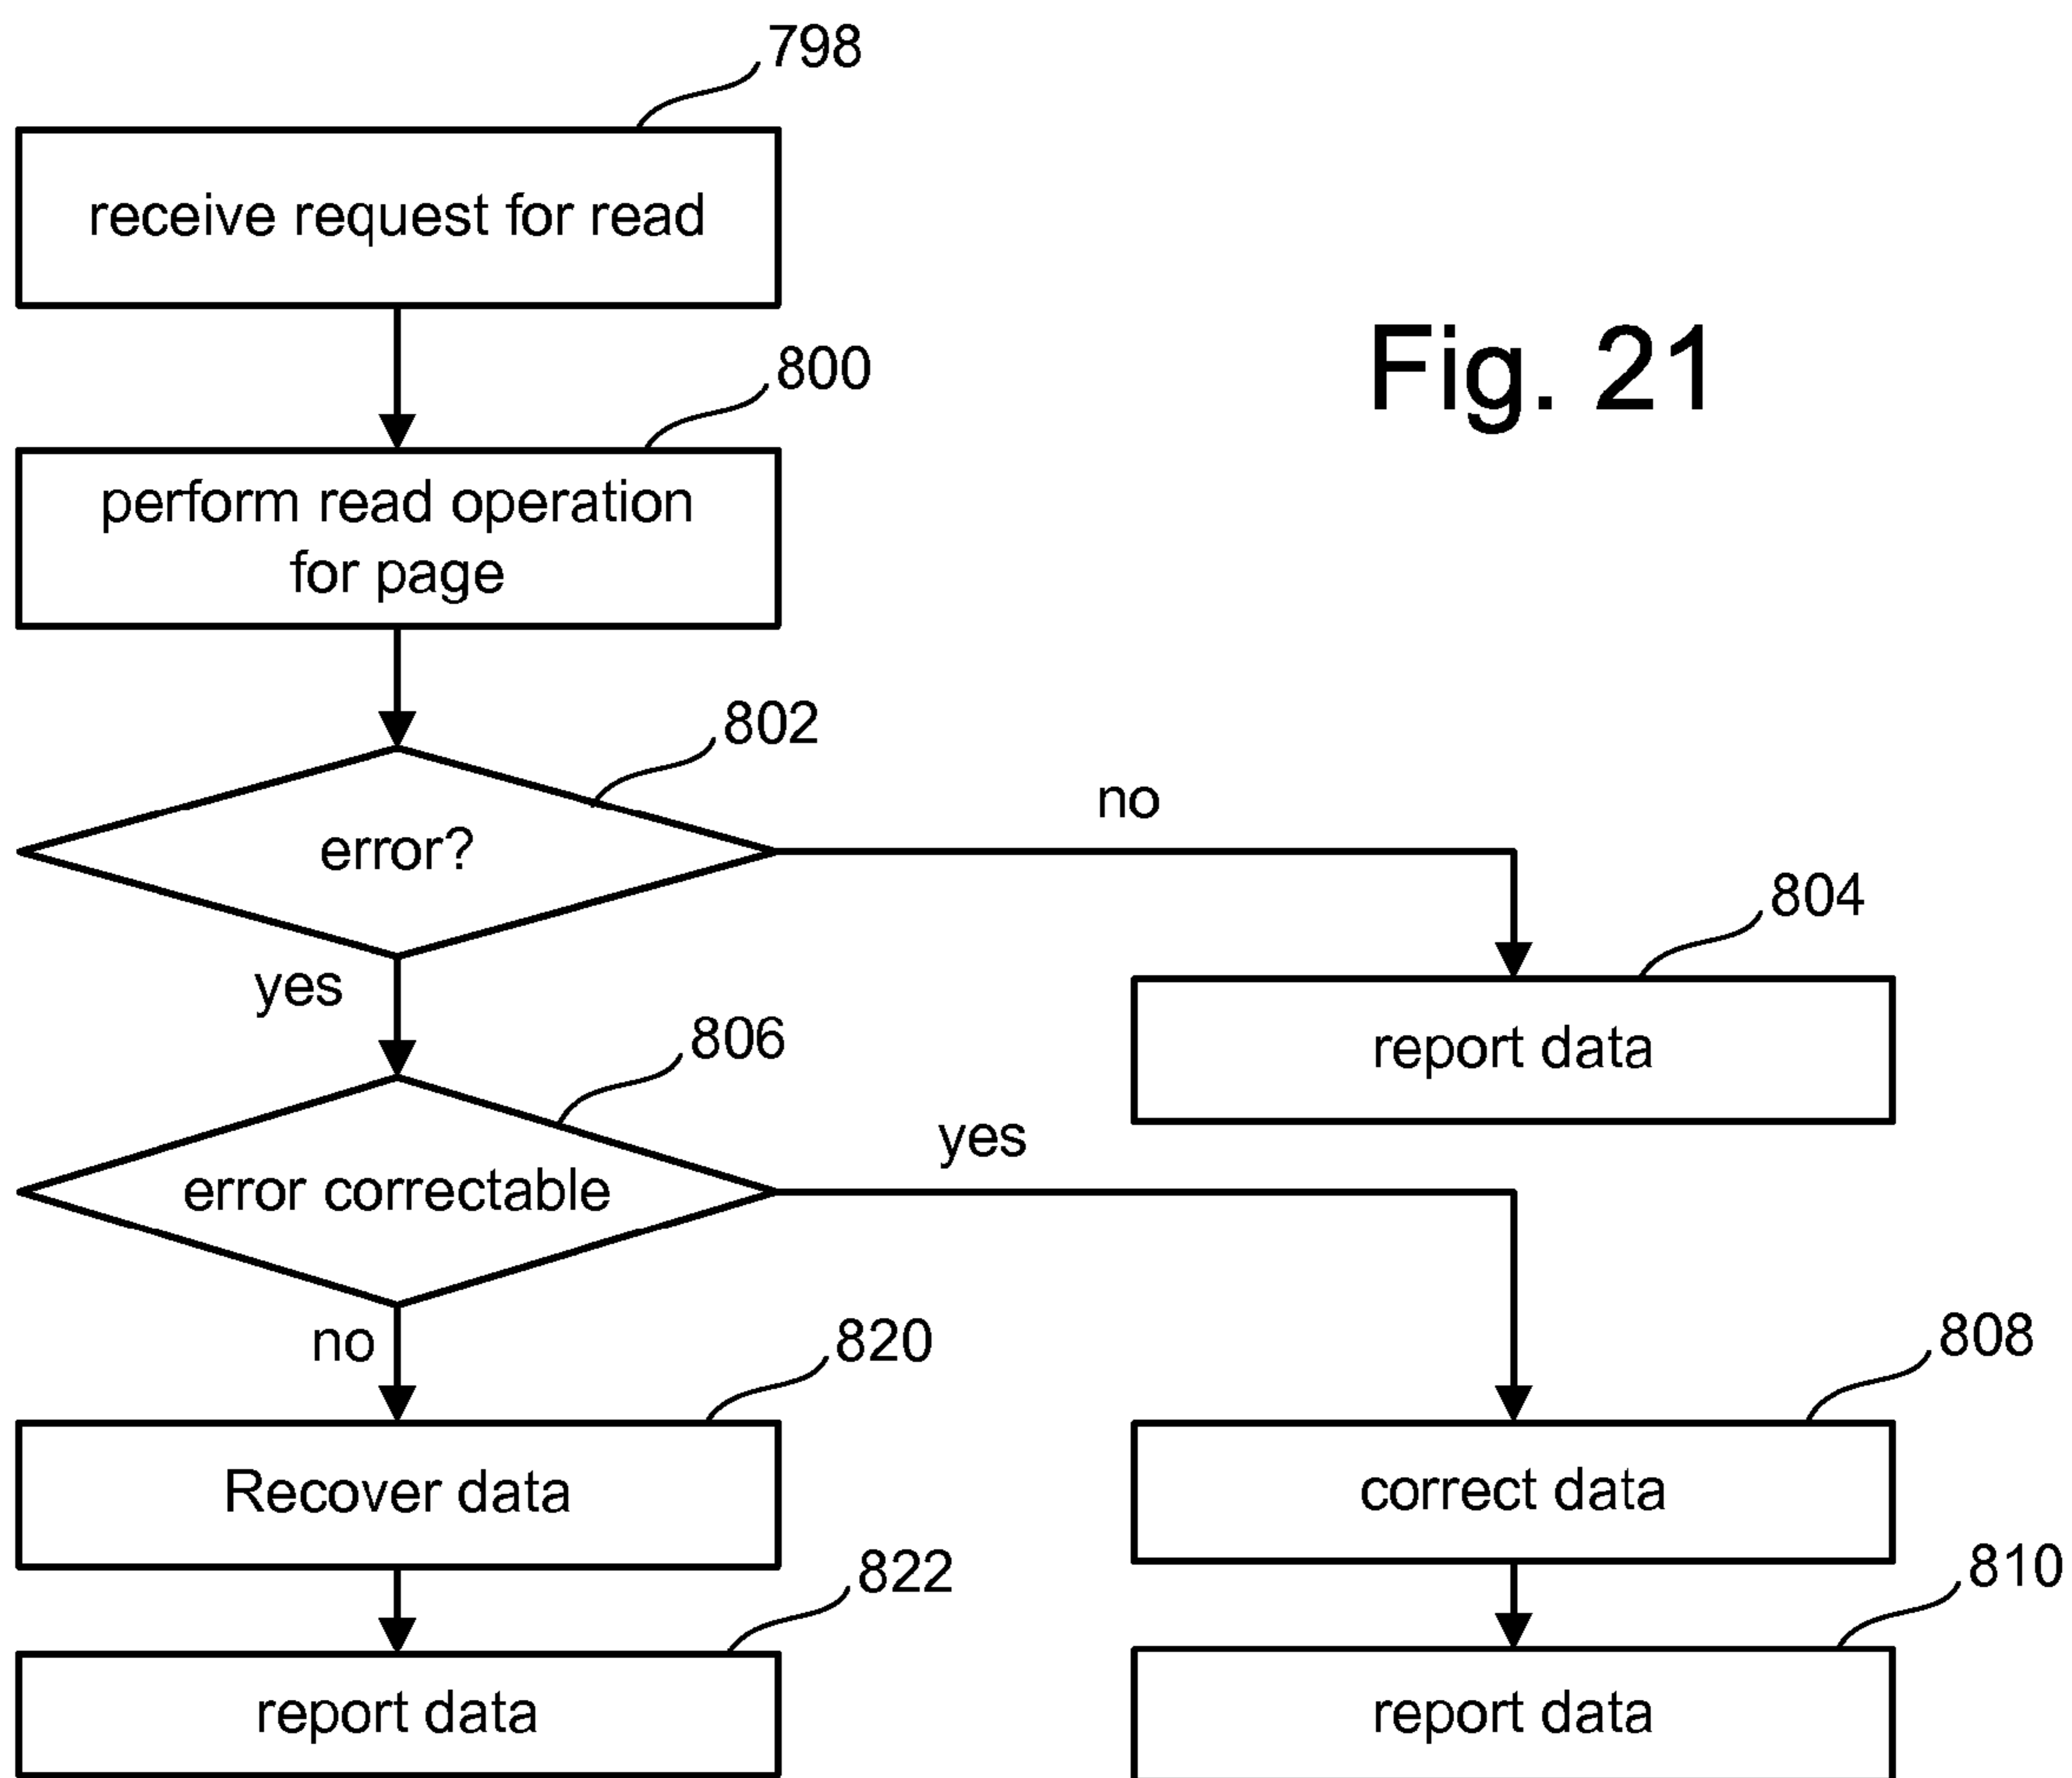 798
receive request for read
800
Fig. 21
perform read operation
for page
802
no
error?
804
yes
report data
806
yes
error correctable
no
820
808
Recover data
correct data
822
810
report data
report data